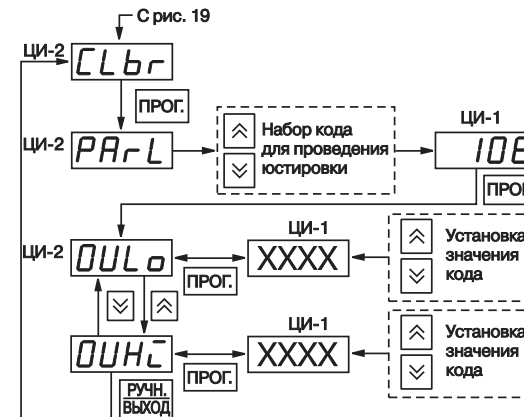 С рис. 19
ЦИ-2 CLbr
ПРОГ.
ЦИ-1
ЦИ-2 PArL
Набор кода
для проведения
юстировки
ПРОГ
ЦИ-1
ЦИ-2 OULo
ПРОГ.
XXXX
Установка
значения
кода
ЦИ-1
OUHi
ПРОГ.
XXXX
Установка
значения
кода
РУЧН.
ВЫХОД